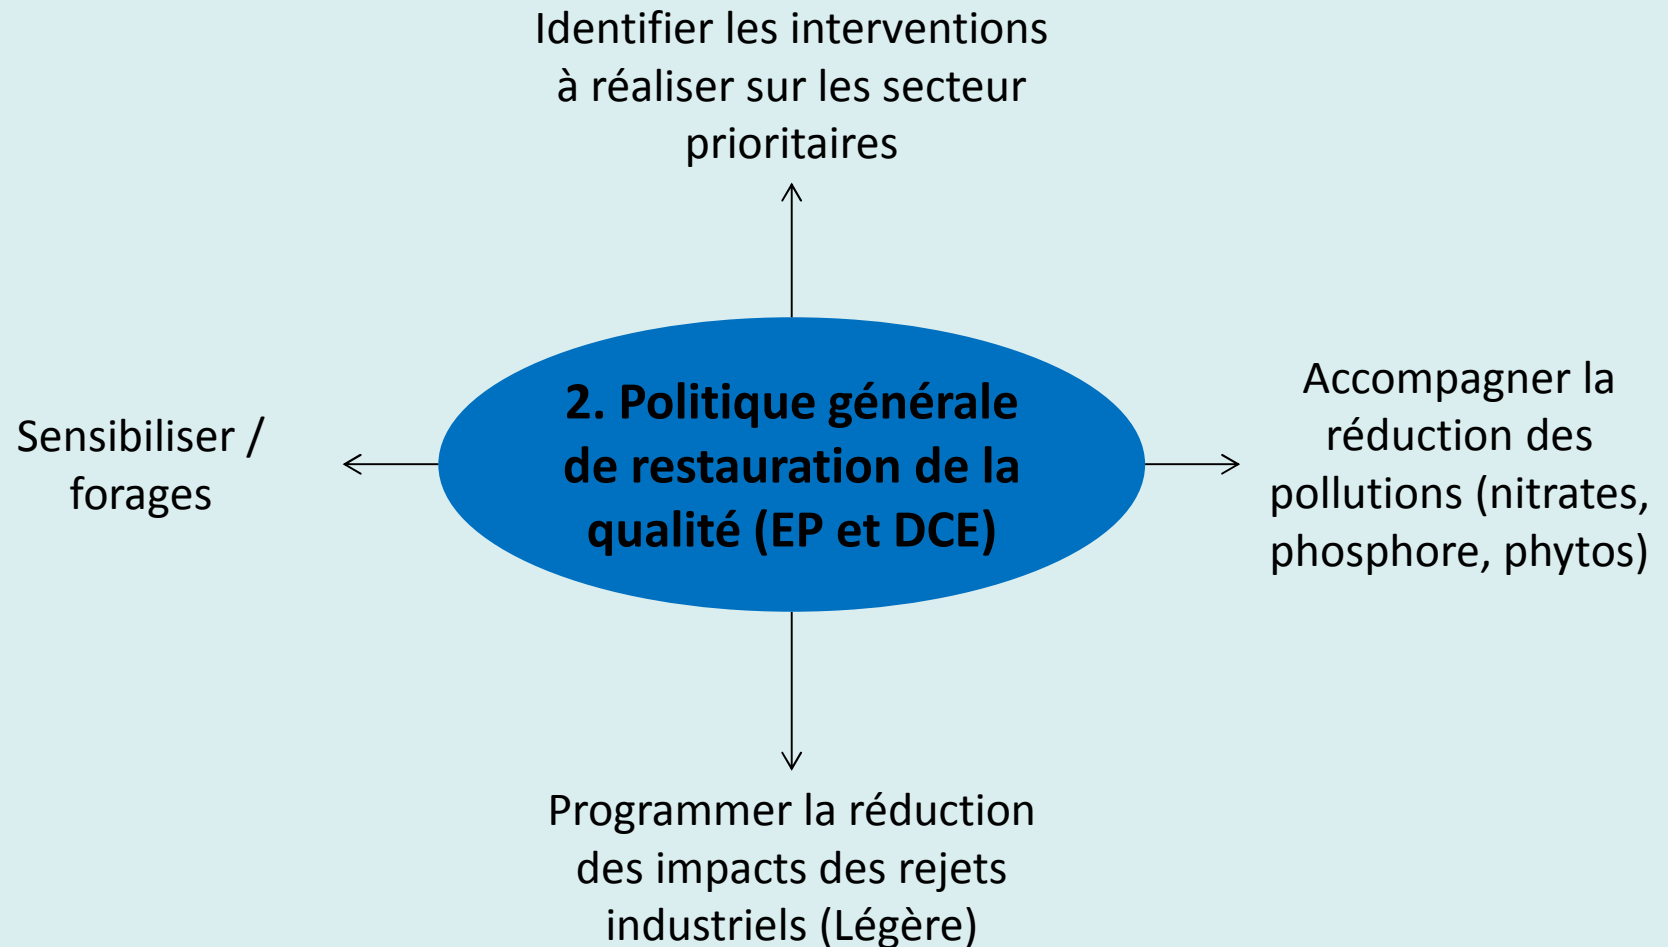 Identifier les interventions
à réaliser sur les secteur
prioritaires
Sensibiliser /
forages
2. Politique générale
de restauration de la
qualité (EP et DCE)
Accompagner la
réduction des
pollutions (nitrates,
phosphore, phytos)
Programmer la réduction
des impacts des rejets
industriels (Légère)